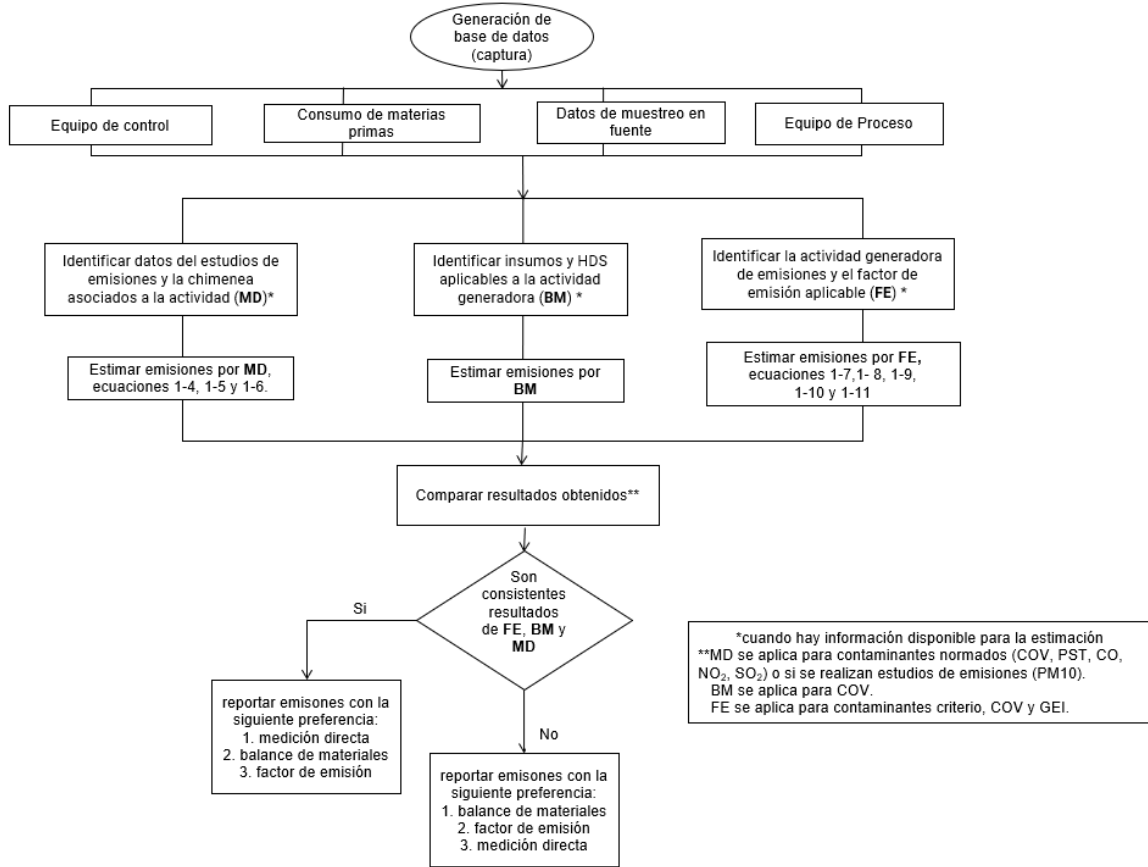 Generación de
base de datos
(captura)
Equipo de control
Consumo de materias
primas
Datos de muestreo en
fuente
Equipo de Proceso
Identificar datos del estudios de
emisiones y la chimenea
asociados a la actividad (MD)*
Identificar insumos y HDS
aplicables a la actividad
generadora (BM) *
Identificar la actividad generadora
de emisiones y el factor de
emisión aplicable (FE) *
Estimar emisiones por MD,
ecuaciones 1-4, 1-5 y 1-6.
Estimar emisiones por
BM
Estimar emisiones por FE,
ecuaciones 1-7,1- 8, 1-9,
1-10 y 1-11
Comparar resultados obtenidos**
Son
consistentes
resultados
de FE, BM y
MD
Si
No
reportar emisones con la
siguiente preferencia:
1. medición directa
2. balance de materiales
3. factor de emisión
reportar emisones con la
siguiente preferencia:
1. balance de materiales
2. factor de emisión
3. medición directa
*cuando hay información disponible para la estimación
**MD se aplica para contaminantes normados (COV, PST, CO,
NO₂, SO₂) o si se realizan estudios de emisiones (PM10).
BM se aplica para COV.
FE se aplica para contaminantes criterio, COV y GEI.